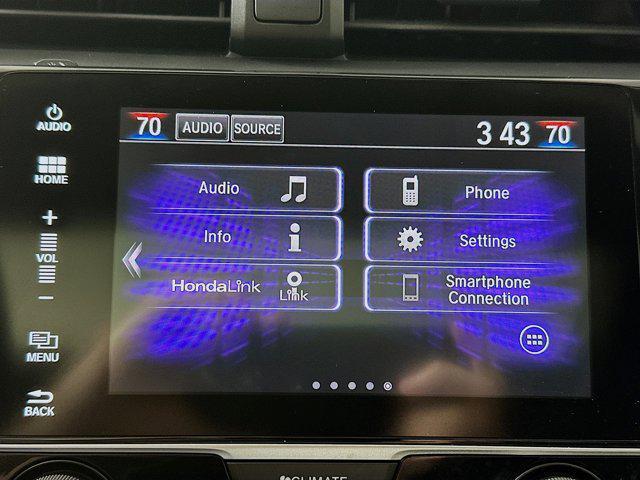 AUDIO
HOME
+
VOL
−
MENU
BACK
70 AUDIO SOURCE 3 43 70
Audio
Phone
Info
Settings
HondaLink Link
Smartphone
Connection
CLIMATE